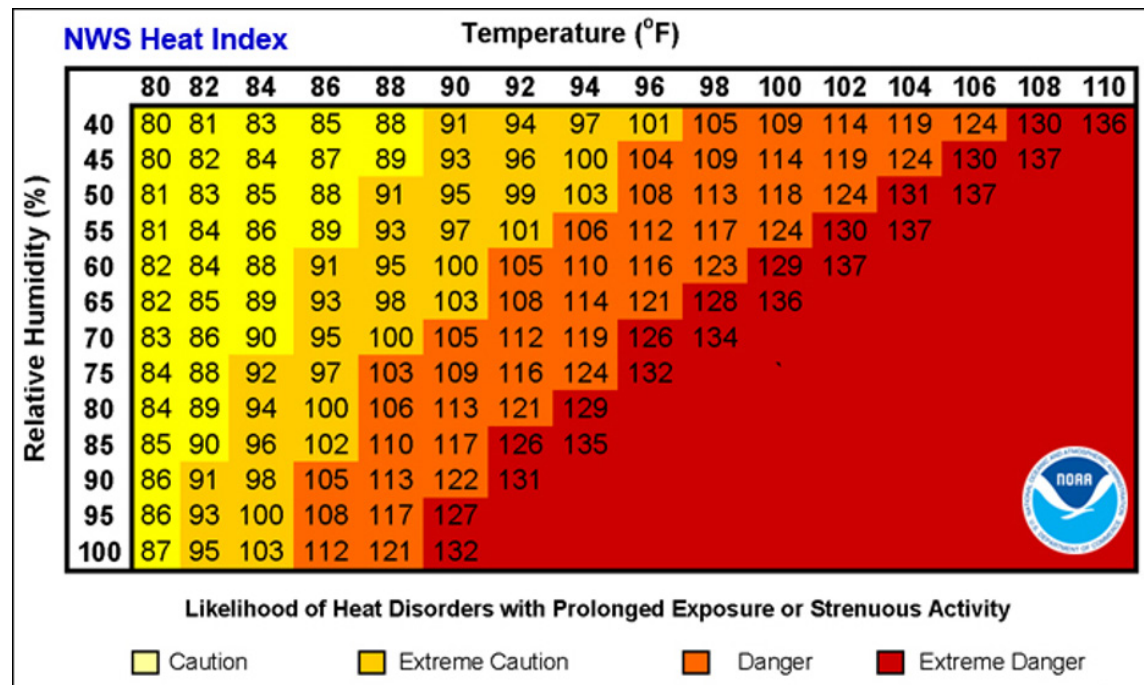 NWS Heat Index
Temperature (°F)
80 82 84 86 88 90 92 94 96 98 100 102 104 106 108 110
40 80 81 83 85 88 91 94 97 101 105 109 114 119 124 130 136
45 80 82 84 87 89 93 96 100 104 109 114 119 124 130 137
50 81 83 85 88 91 95 99 103 108 113 118 124 131 137
55 81 84 86 89 93 97 101 106 112 117 124 130 137
60 82 84 88 91 95 100 105 110 116 123 129 137
65 82 85 89 93 98 103 108 114 121 128 136
70 83 86 90 95 100 105 112 119 126 134
75 84 88 92 97 103 109 116 124 132
80 84 89 94 100 106 113 121 129
85 85 90 96 102 110 117 126 135
90 86 91 98 105 113 122 131
95 86 93 100 108 117 127
100 87 95 103 112 121 132
Relative Humidity (%)
NATIONAL OCEANIC AND ATMOSPHERIC ADMINISTRATION
NOAA
U.S. DEPARTMENT OF COMMERCE
Likelihood of Heat Disorders with Prolonged Exposure or Strenuous Activity
Caution
Extreme Caution
Danger
Extreme Danger